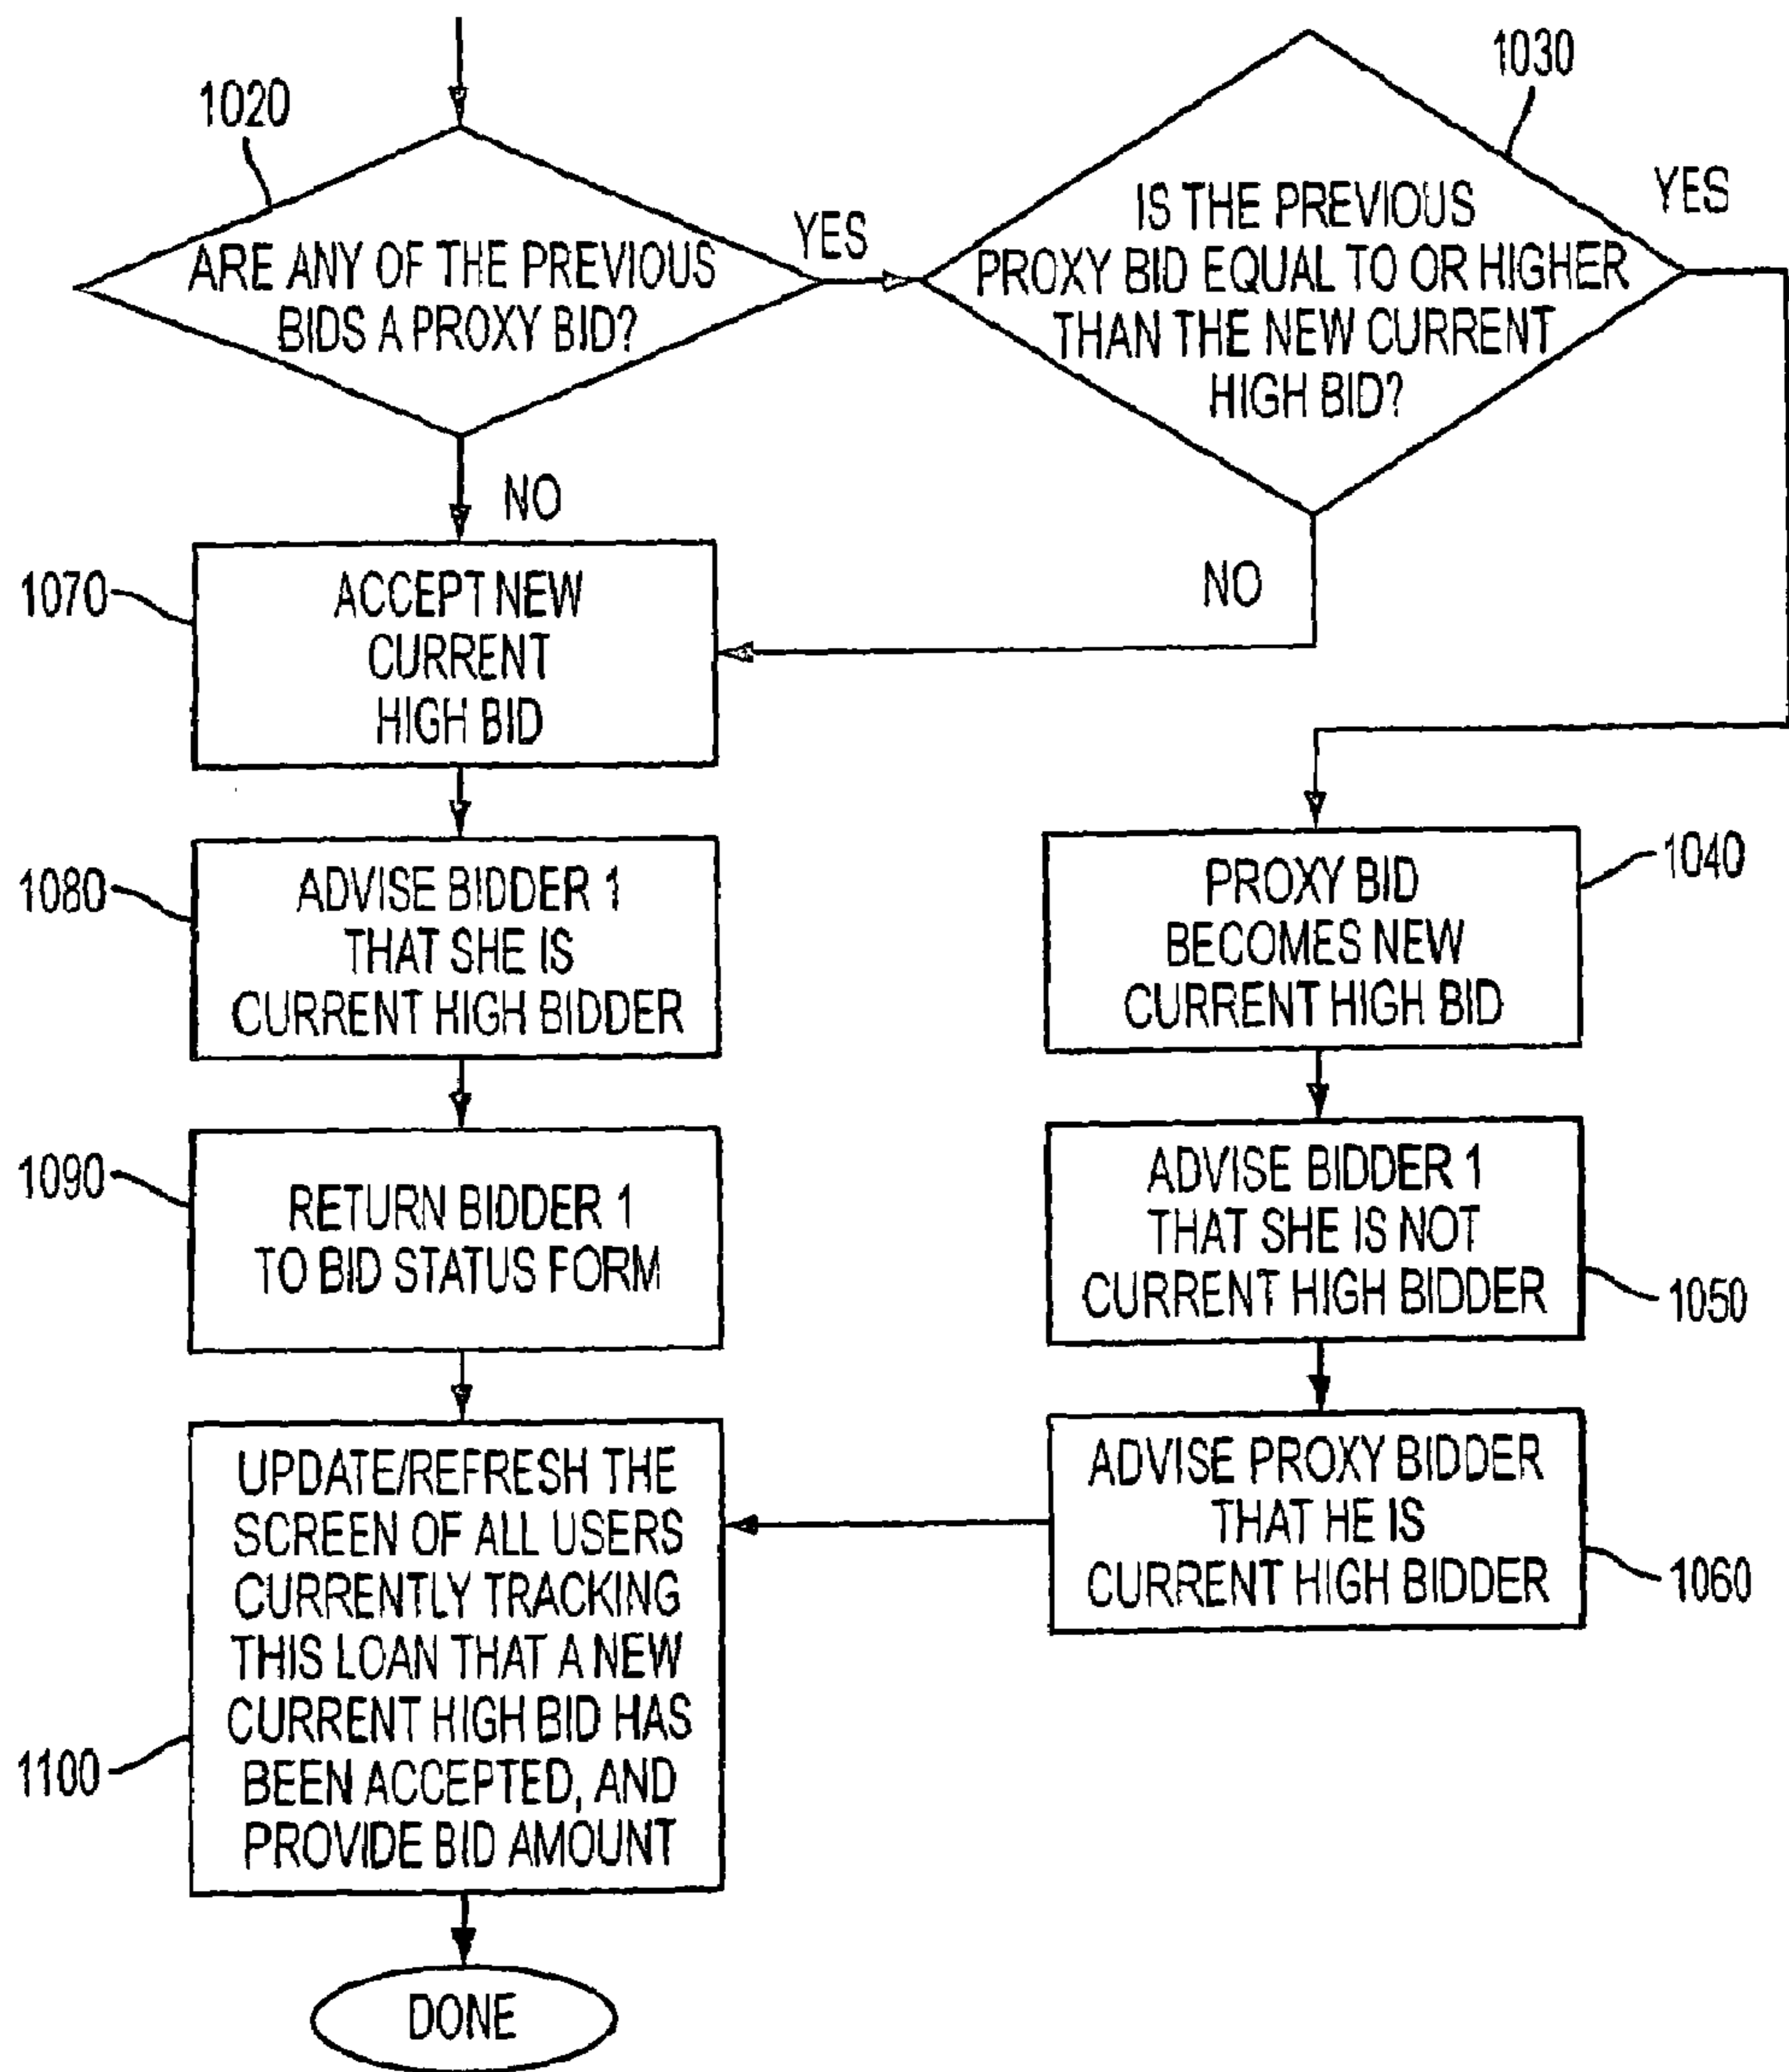 1020
ARE ANY OF THE PREVIOUS
BIDS A PROXY BID?
YES
NO
1030
IS THE PREVIOUS
PROXY BID EQUAL TO OR HIGHER
THAN THE NEW CURRENT
HIGH BID?
YES
NO
1070
ACCEPT NEW
CURRENT
HIGH BID
1080
ADVISE BIDDER 1
THAT SHE IS
CURRENT HIGH BIDDER
1040
PROXY BID
BECOMES NEW
CURRENT HIGH BID
1090
RETURN BIDDER 1
TO BID STATUS FORM
ADVISE BIDDER 1
THAT SHE IS NOT
CURRENT HIGH BIDDER
1050
UPDATE/REFRESH THE
SCREEN OF ALL USERS
CURRENTLY TRACKING
THIS LOAN THAT A NEW
CURRENT HIGH BID HAS
BEEN ACCEPTED, AND
PROVIDE BID AMOUNT
1100
ADVISE PROXY BIDDER
THAT HE IS
CURRENT HIGH BIDDER
1060
DONE